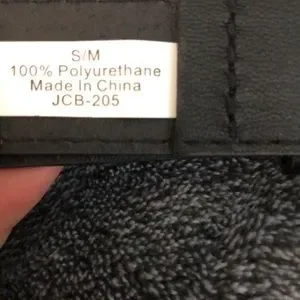 S/M
100% Polyurethane
Made In China
JCB-205